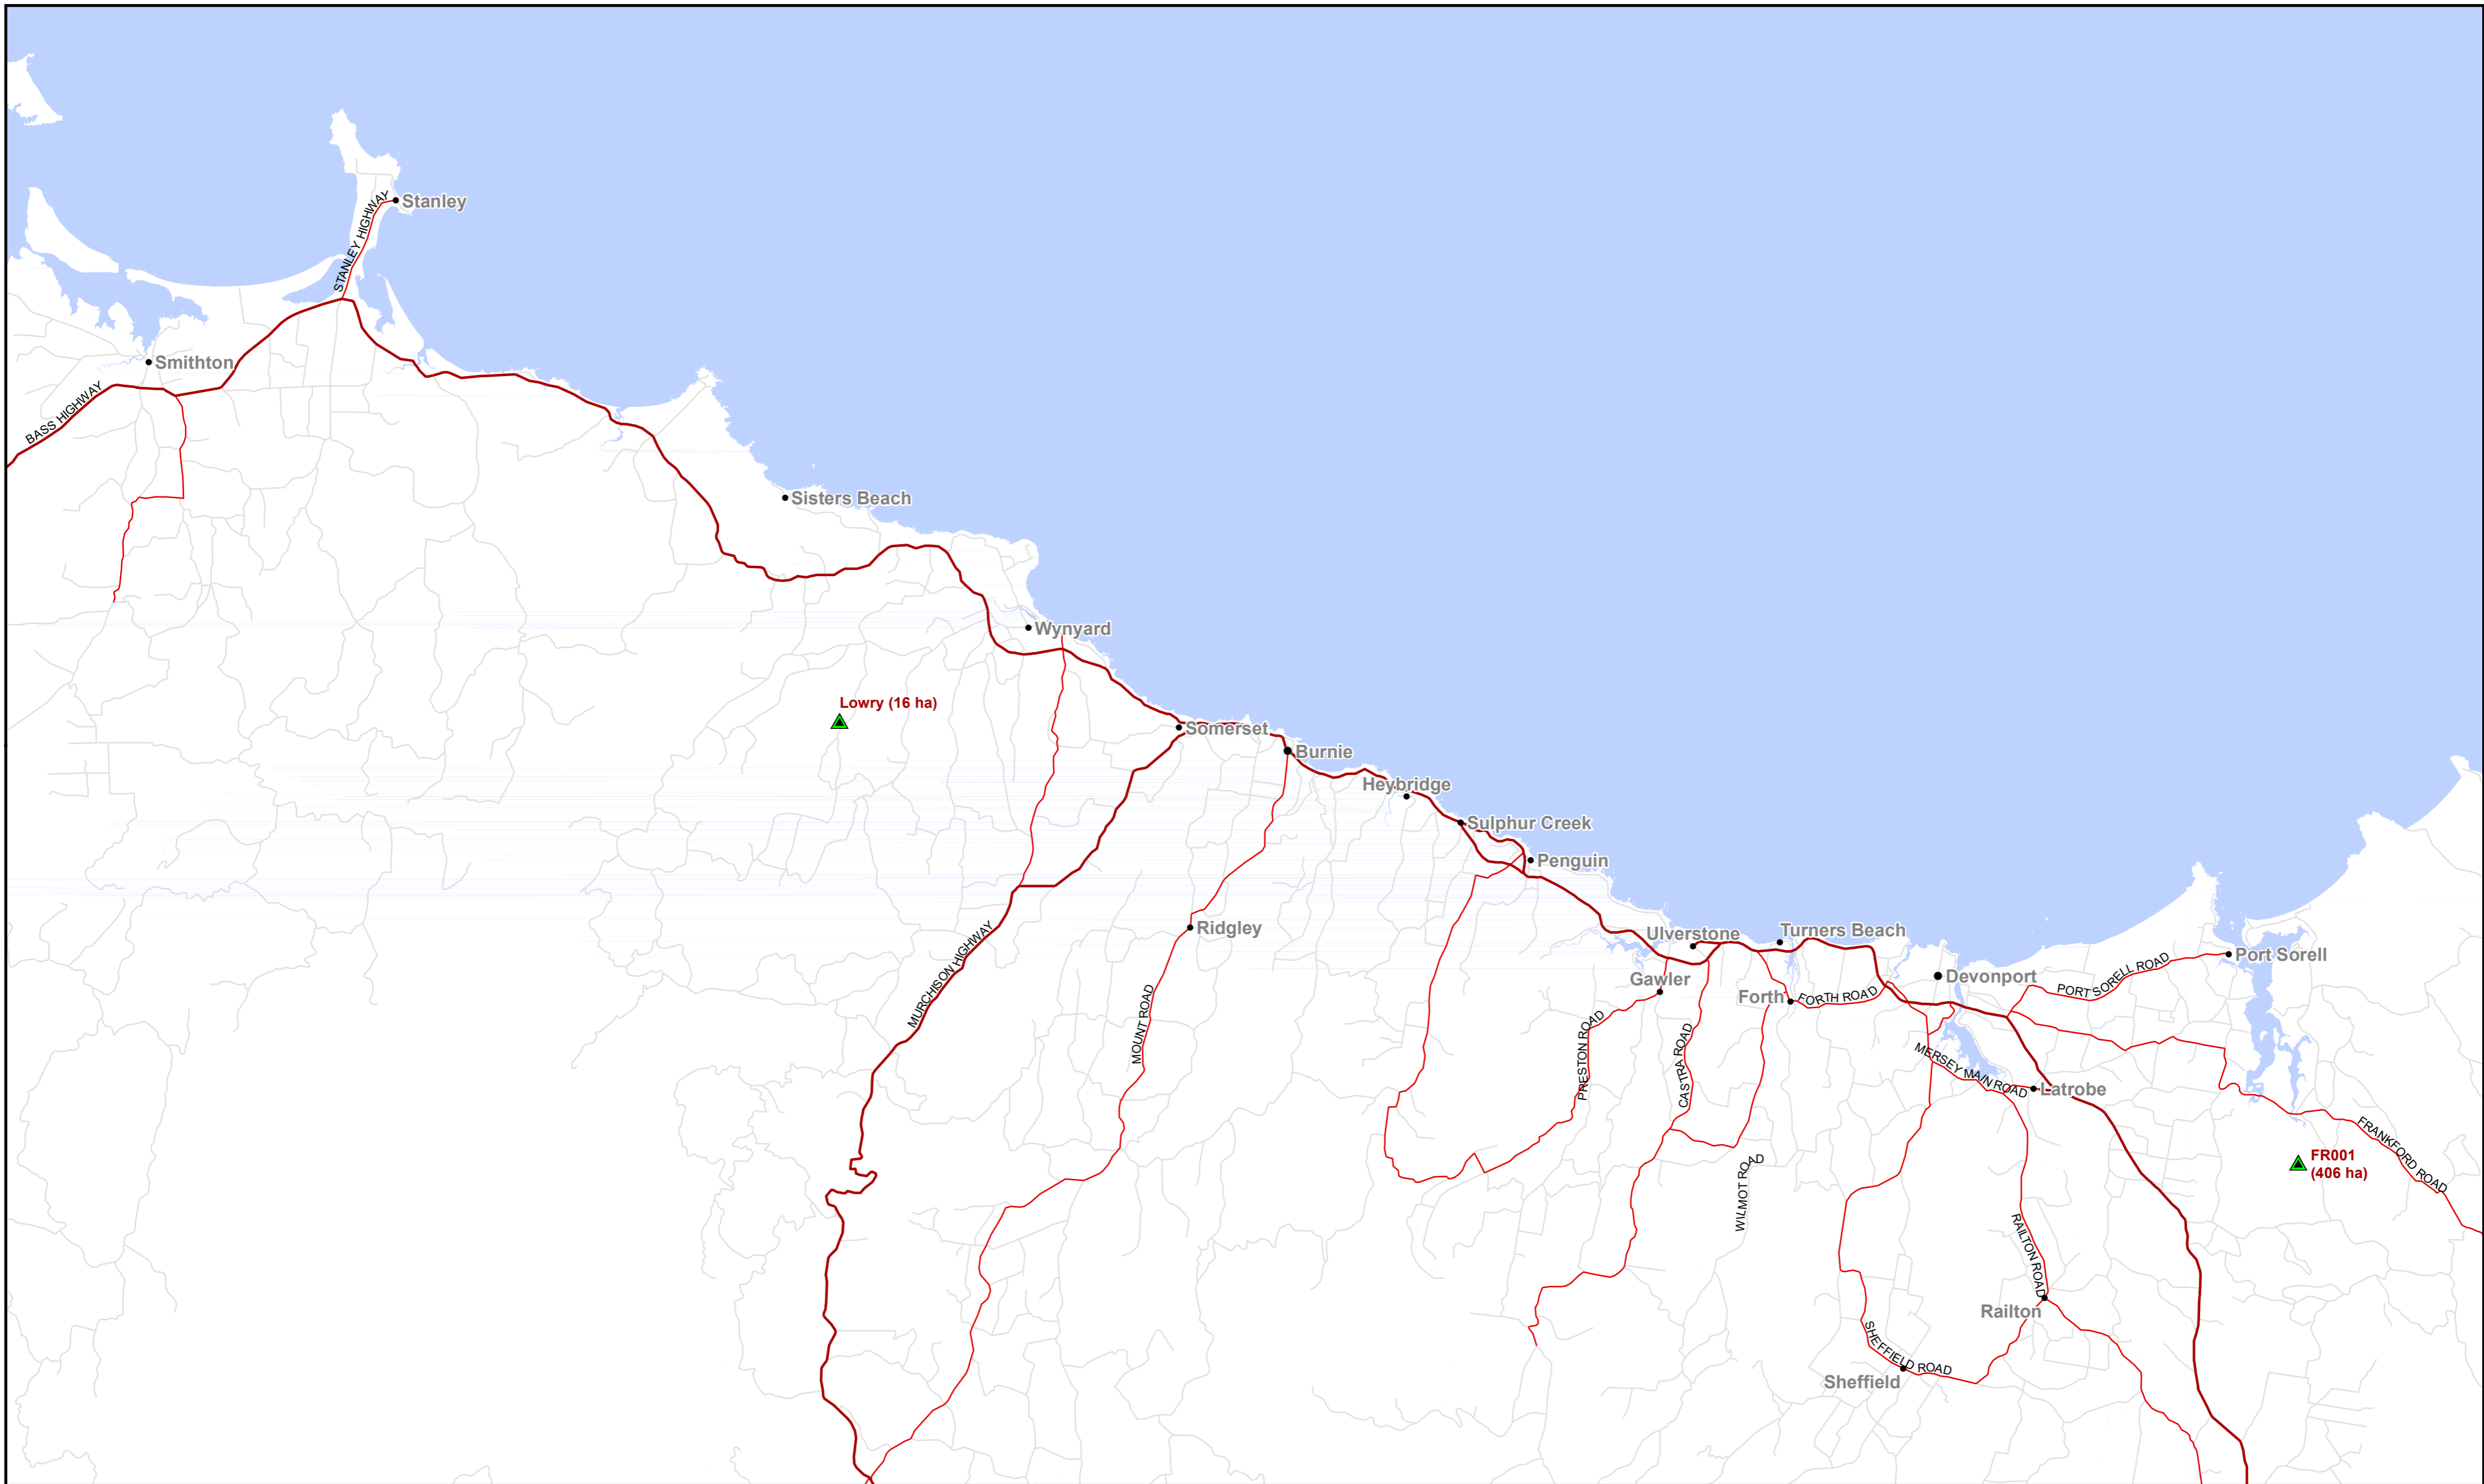 Stanley
STANLEY HIGHWAY
Smithton
BASS HIGHWAY
Sisters Beach
Wynyard
Lowry (16 ha)
Somerset
Burnie
Heybridge
Sulphur Creek
Penguin
Ridgley
MURCHISON HIGHWAY
MOUNT ROAD
Ulverstone
Turners Beach
Gawler
Forth
FORTH ROAD
Devonport
PORT SORELL ROAD
Port Sorell
PRESTON ROAD
CASTRA ROAD
MERSEY MAIN ROAD
Latrobe
FRANKFORD ROAD
FR001
(406 ha)
WILMOT ROAD
RAILTON ROAD
Railton
SHEFFIELD ROAD
Sheffield